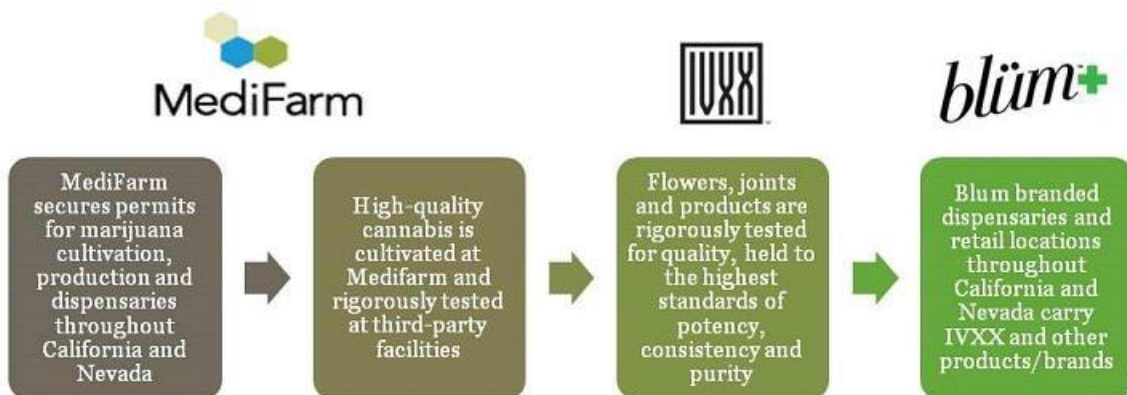 MediFarm
IVXX
blüm
MediFarm
secures permits
for marijuana
cultivation,
production and
dispensaries
throughout
California and
Nevada
High-quality
cannabis is
cultivated at
Medifarm and
rigorously tested
at third-party
facilities
Flowers, joints
and products are
rigorously tested
for quality, held to
the highest
standards of
potency,
consistency and
purity
Blum branded
dispensaries and
retail locations
throughout
California and
Nevada carry
IVXX and other
products/brands